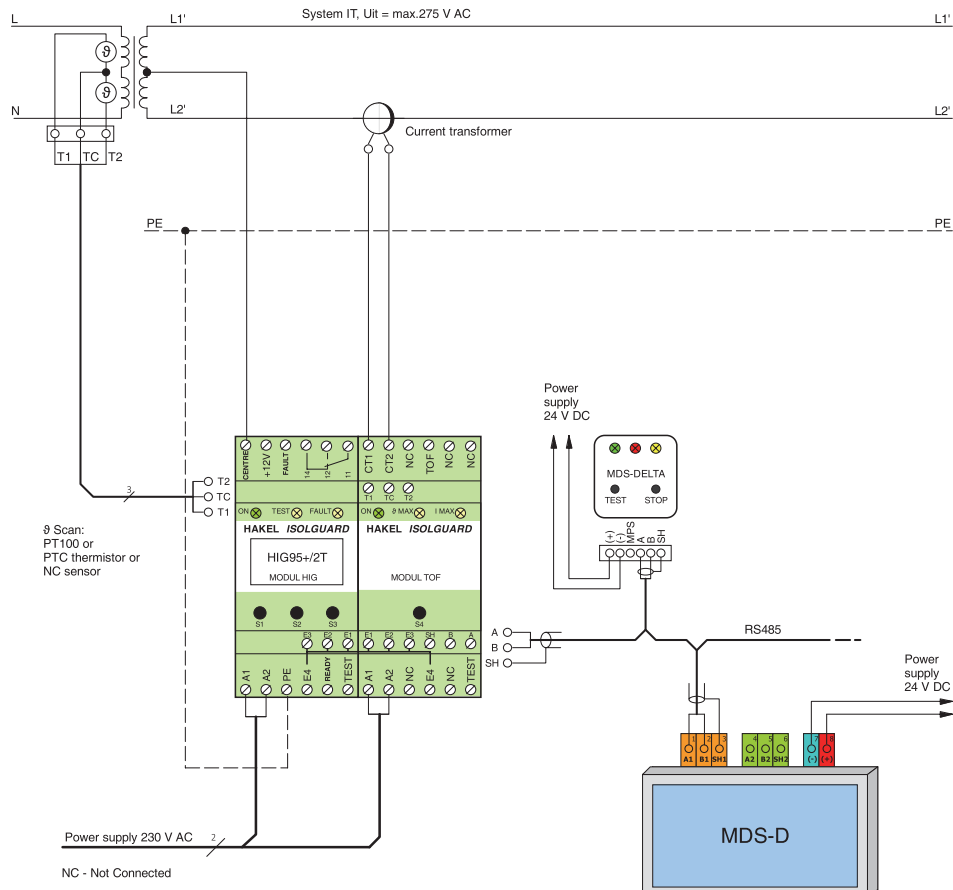 L
L1'
System IT, Uit = max.275 V AC
L1'
ϑ
ϑ
N
L2'
L2'
Current transformer
T1 TC T2
PE
PE
Power
supply
24 V DC
CENTRE
+12V
FAULT
14
12
11
CT1
CT2
NC
TOF
NC
NC
MDS-DELTA
TEST STOP
T2
TC
T1
3
T1 TC T2
ON TEST FAULT
ON ϑ MAX I MAX
HAKEL ISOLGUARD
HAKEL ISOLGUARD
ϑ Scan:
PT100 or
PTC thermistor or
NC sensor
(+)
(-)
MPS
A
B
SH
HIG95+/2T
MODUL HIG
MODUL TOF
S1 S2 S3
S4
E3 E2 E1
E1 E2 E3 SH B A
A
B
SH
RS485
A1
A2
PE
E4
READY
TEST
A1
A2
NC
E4
NC
TEST
Power
supply
24 V DC
1 2 3
A1 B1 SH1
4 5 6
A2 B2 SH2
7 8
(-) (+)
MDS-D
Power supply 230 V AC
2
NC - Not Connected